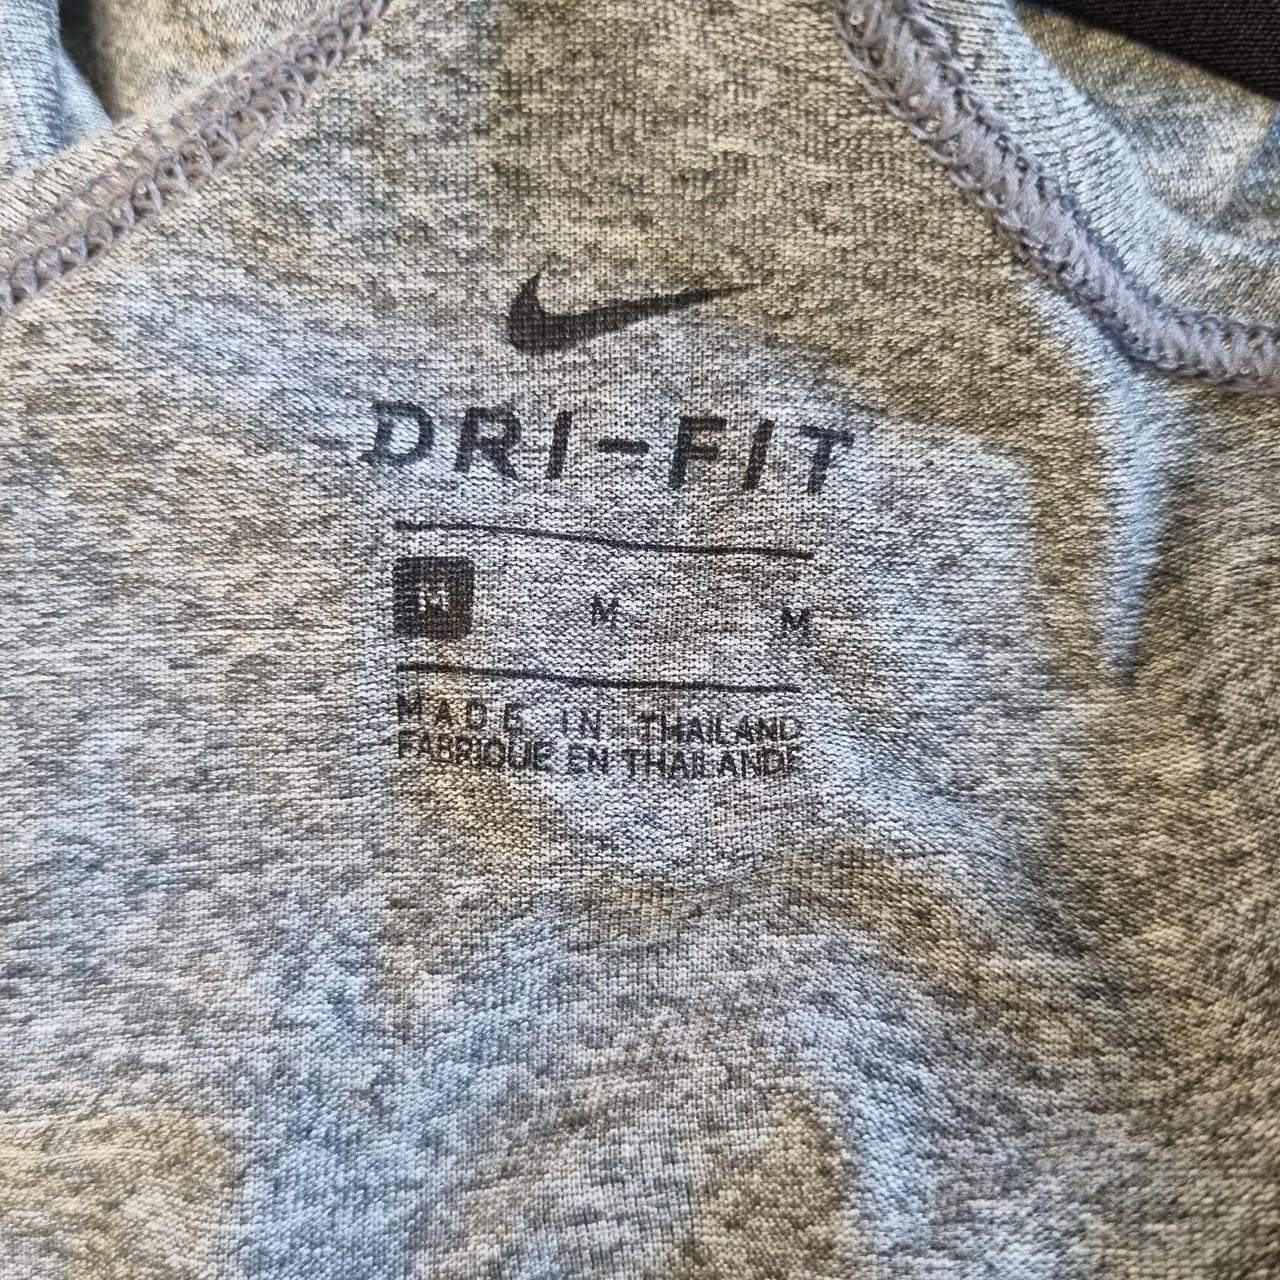 DRI-FIT
M M M
MADE IN THAILAND
FABRIQUE EN THAILANDE